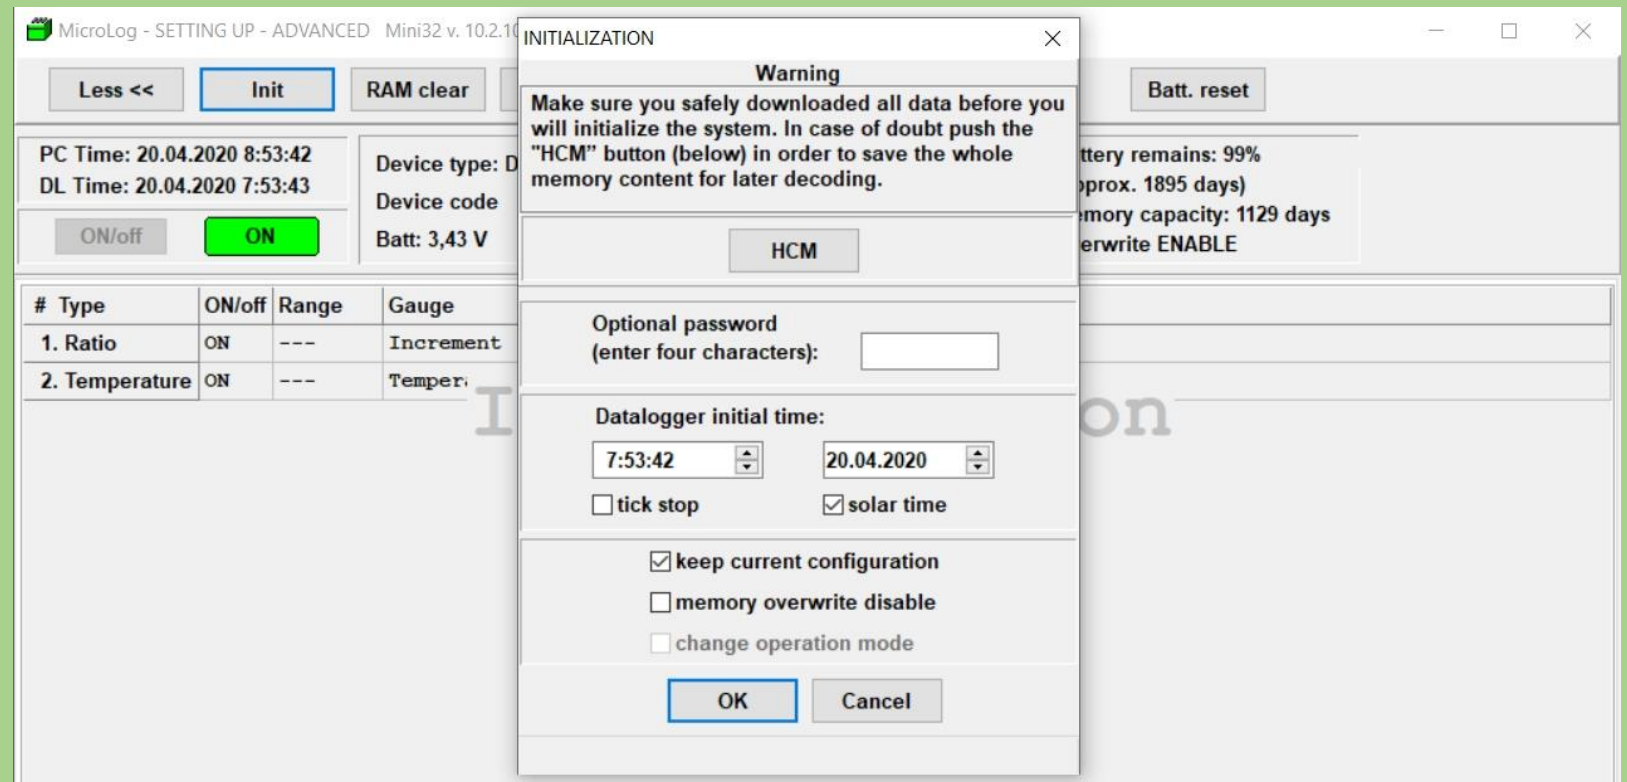 MicroLog - SETTING UP - ADVANCED Mini32 v. 10.2.10
INITIALIZATION
Less <<
Init
RAM clear
Batt. reset
PC Time: 20.04.2020 8:53:42
DL Time: 20.04.2020 7:53:43
ON/off
ON
Device type: D
Device code
Batt: 3,43 V
ttery remains: 99%
pprox. 1895 days)
emory capacity: 1129 days
erwrite ENABLE
# Type ON/off Range Gauge
1. Ratio ON --- Increment
2. Temperature ON --- Tempera
I
on
Warning
Make sure you safely downloaded all data before you
will initialize the system. In case of doubt push the
"HCM” button (below) in order to save the whole
memory content for later decoding.
HCM
Optional password
(enter four characters):
Datalogger initial time:
7:53:42 20.04.2020
tick stop solar time
keep current configuration
memory overwrite disable
change operation mode
OK Cancel